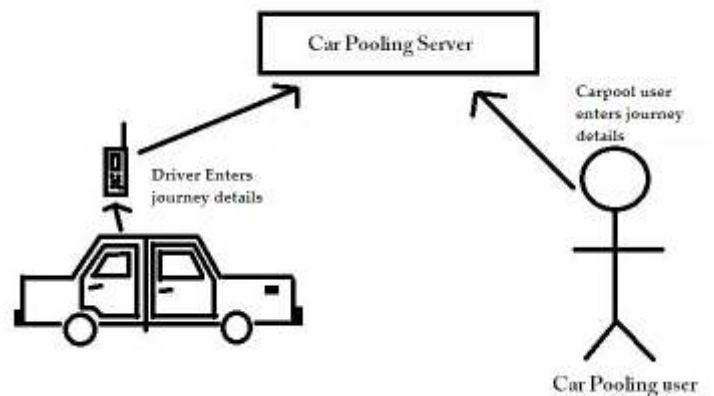 Car Pooling Server
Carpool user
enters journey
details
Driver Enters
journey details
Car Pooling user